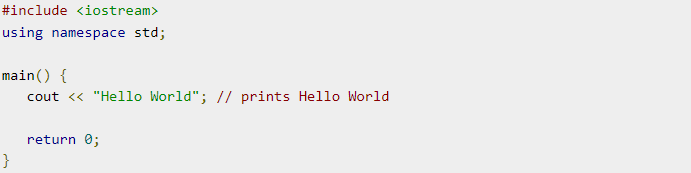 #include <iostream>
using namespace std;
main() {
cout << "Hello World"; // prints Hello World
return 0;
}